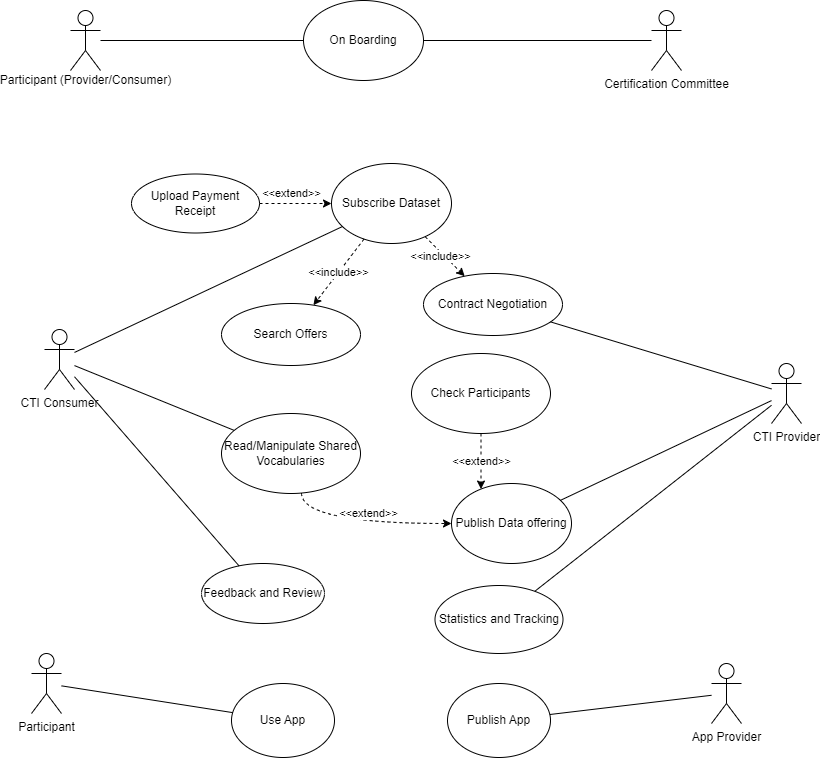 On Boarding
Participant (Provider/Consumer)
Certification Committee
Upload Payment
Receipt
<<extend>>
Subscribe Dataset
<<include>>
<<include>>
Search Offers
Contract Negotiation
CTI Consumer
Check Participants
CTI Provider
Read/Manipulate Shared
Vocabularies
<<extend>>
<<extend>>
Publish Data offering
Feedback and Review
Statistics and Tracking
Participant
Use App
Publish App
App Provider